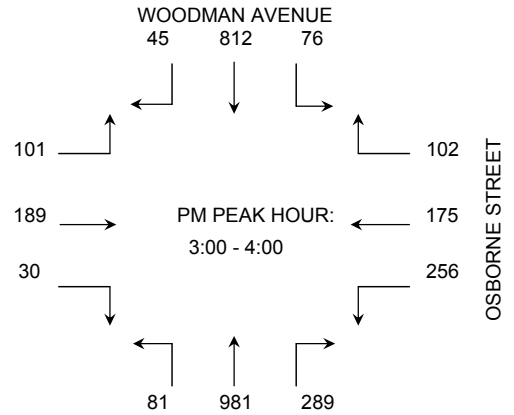 WOODMAN AVENUE
45 812 76
101
102
189
PM PEAK HOUR:
175
3:00 - 4:00
30
256
OSBORNE STREET
81 981 289